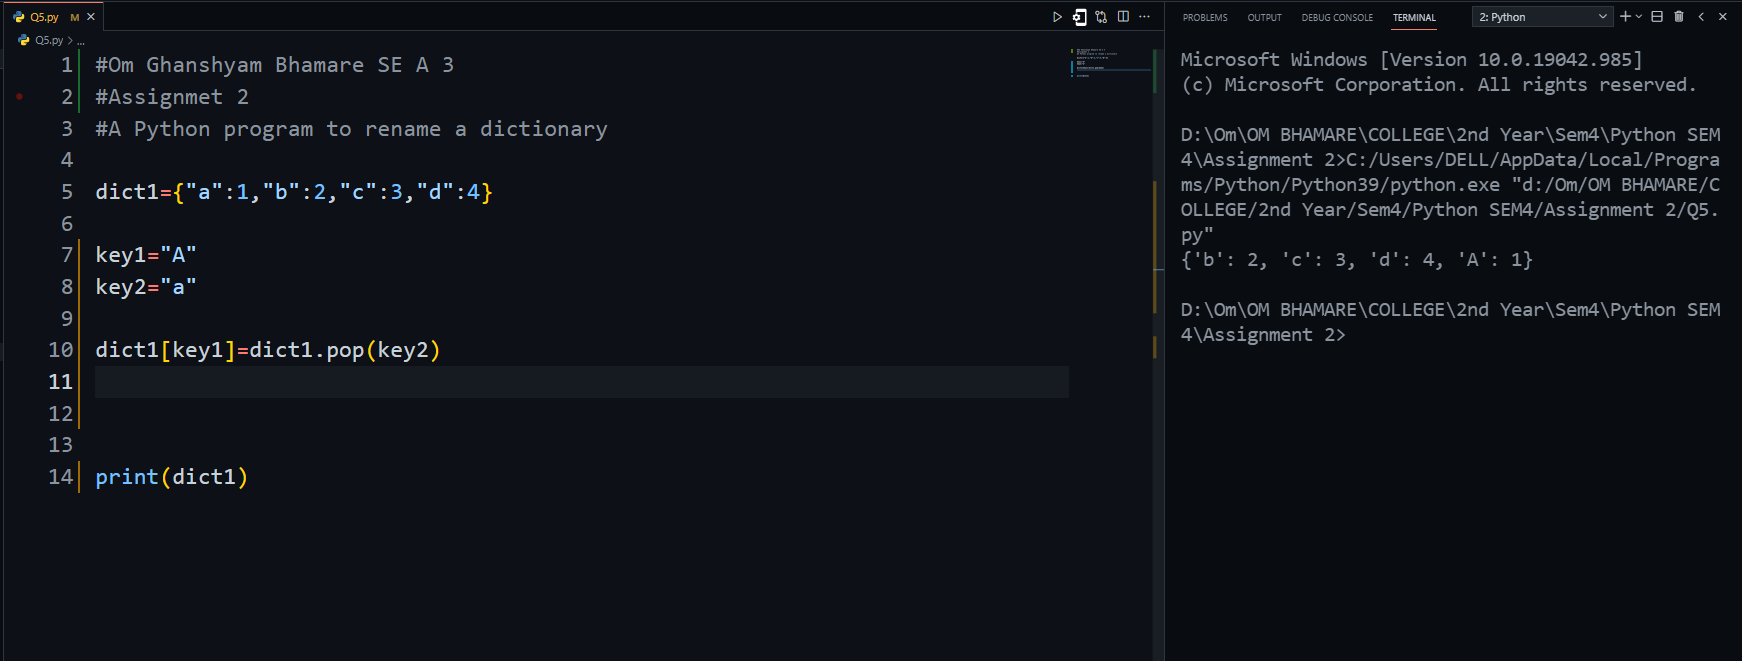 Q5.py M
Q5.py > ...
1 #Om Ghanshyam Bhamare SE A 3
2 #Assignmet 2
3 #A Python program to rename a dictionary
4
5 dict1={"a":1,"b":2,"c":3,"d":4}
6
7 key1="A"
8 key2="a"
9
10 dict1[key1]=dict1.pop(key2)
11
12
13
14 print(dict1)
PROBLEMS OUTPUT DEBUG CONSOLE TERMINAL 2: Python
Microsoft Windows [Version 10.0.19042.985]
(c) Microsoft Corporation. All rights reserved.
D:\Om\OM BHAMARE\COLLEGE\2nd Year\Sem4\Python SEM
4\Assignment 2>C:/Users/DELL/AppData/Local/Progra
ms/Python/Python39/python.exe "d:/Om/OM BHAMARE/C
OLLEGE/2nd Year/Sem4/Python SEM4/Assignment 2/Q5.
py"
{'b': 2, 'c': 3, 'd': 4, 'A': 1}
D:\Om\OM BHAMARE\COLLEGE\2nd Year\Sem4\Python SEM
4\Assignment 2>